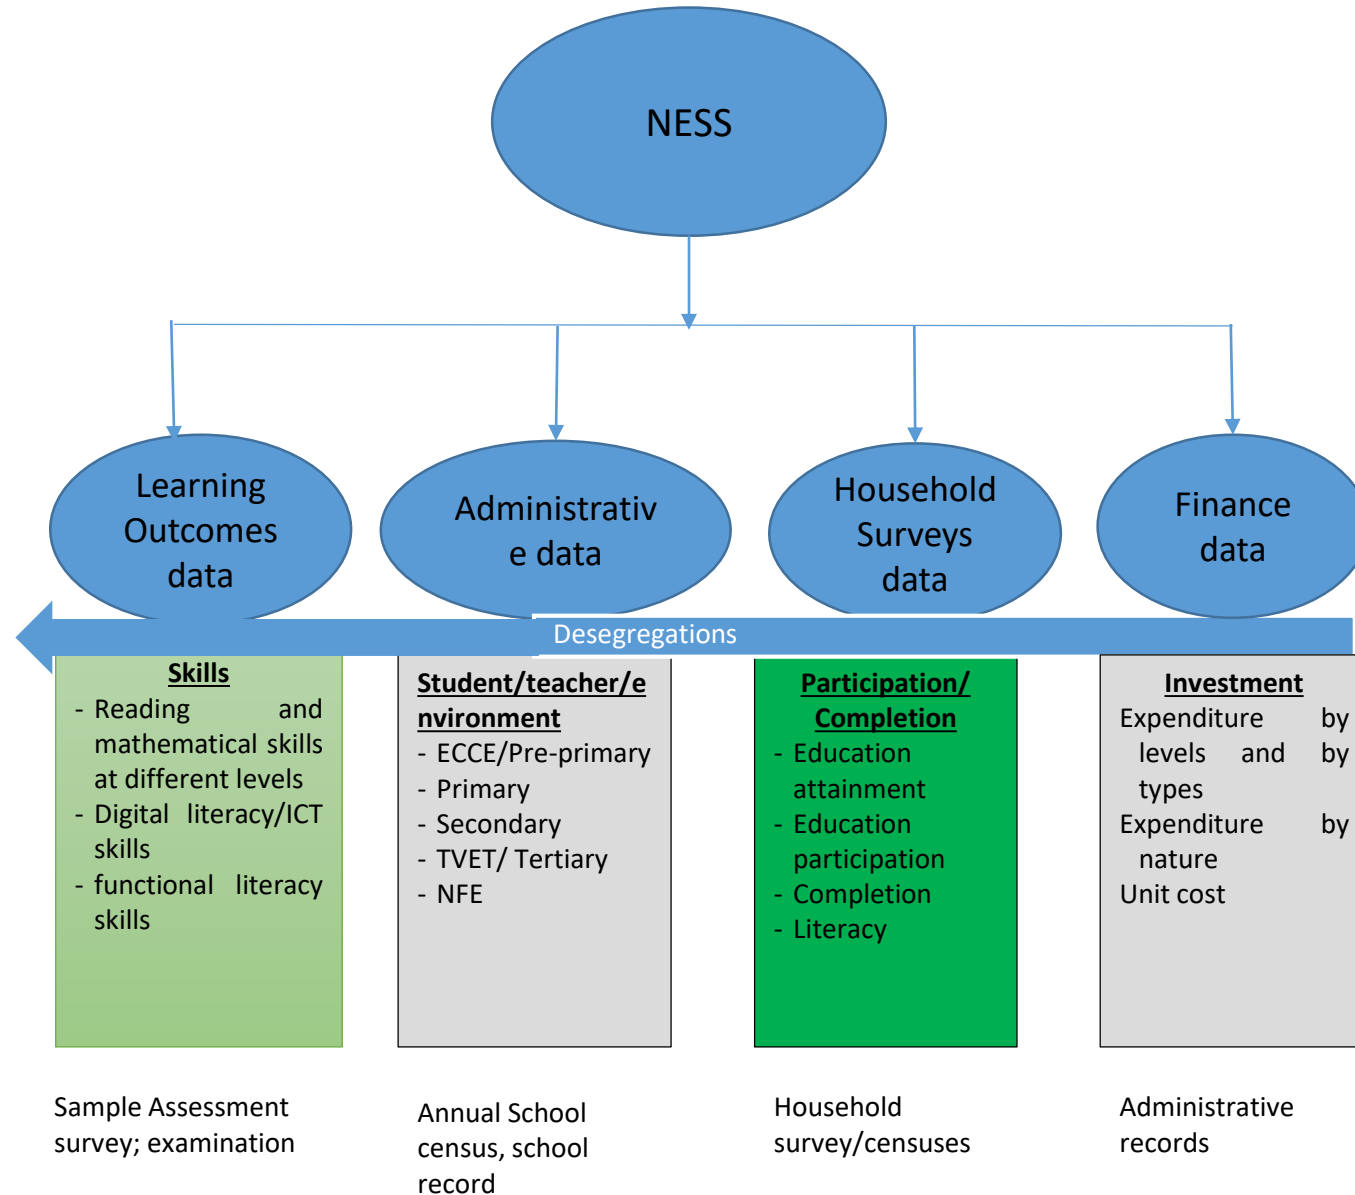 NESS
Learning
Outcomes
data
Administrativ
e data
Household
Surveys
data
Finance
data
Desegregations
Skills
- Reading and
mathematical skills
at different levels
- Digital literacy/ICT
skills
- functional literacy
skills
Student/teacher/e
nvironment
- ECCE/Pre-primary
- Primary
- Secondary
- TVET/ Tertiary
- NFE
Participation/
Completion
- Education
attainment
- Education
participation
- Completion
- Literacy
Investment
Expenditure by
levels and by
types
Expenditure by
nature
Unit cost
Sample Assessment
survey; examination
Annual School
census, school
record
Household
survey/censuses
Administrative
records